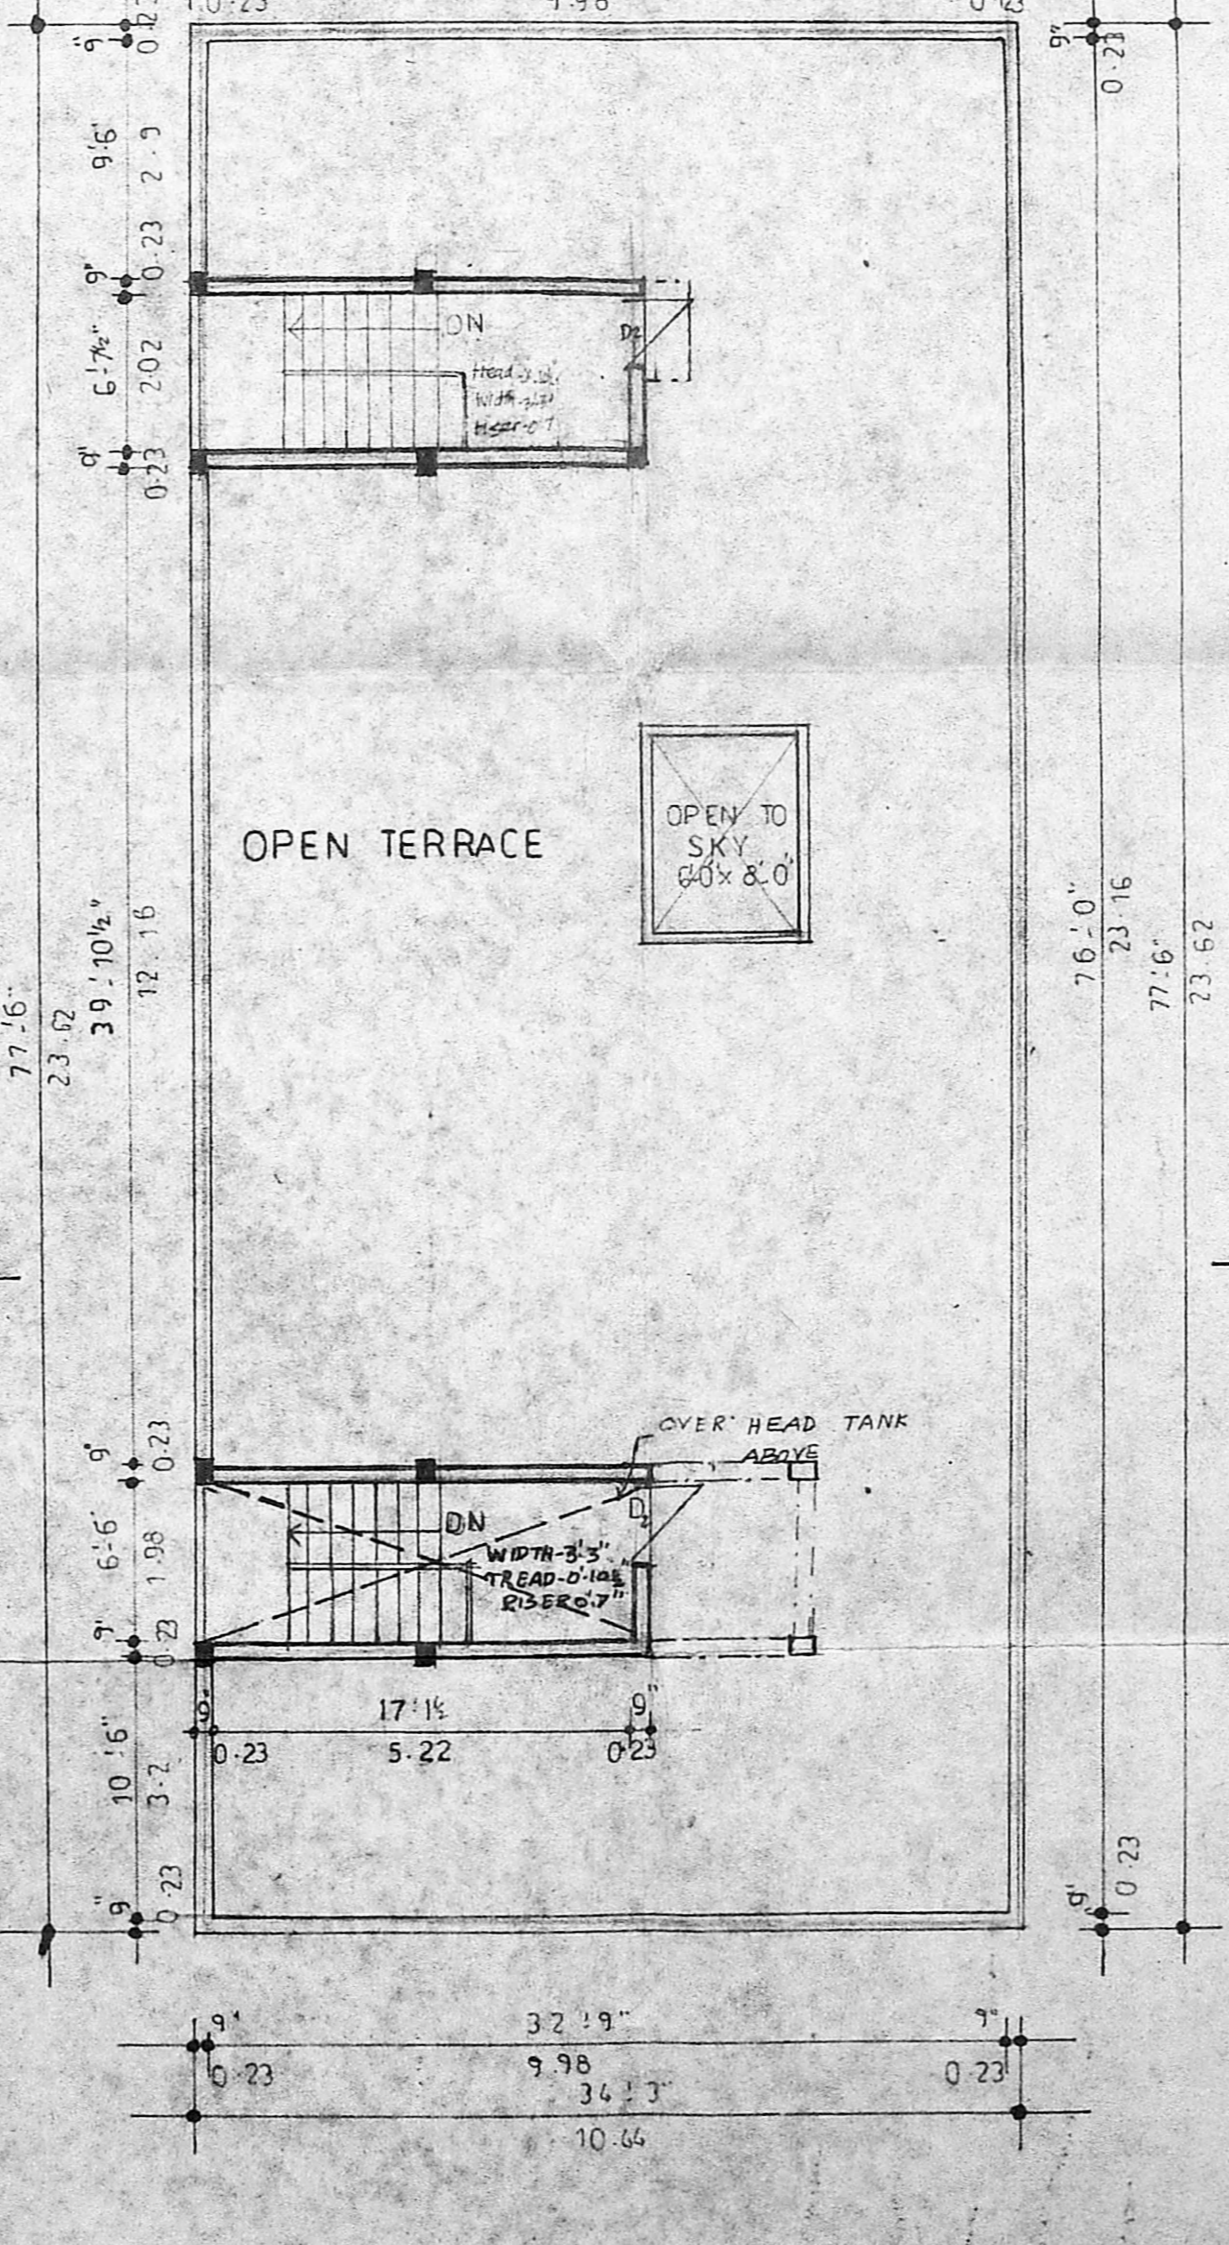 9.98
9"
9"
0.23
9'6"
2.9
0.23
9"
DN
D2
6'-7½"
2.02
9"
0.23
OPEN TO
SKY
6'-0"x 8'-0"
OPEN TERRACE
39'-10½"
12.16
77'-6"
23.62
76'-0"
23.16
77'-6"
23.62
OVER HEAD TANK
ABOVE
9"
0.23
DN
D2
WIDTH-3'-3"
TREAD-0'-10½"
RISER 0'.7"
6'-6"
1.98
9"
0.23
9" 17'-1½ 9"
0.23 5.22 0.23
10'-6"
3.2
0.23
9"
0.23
9"
9" 32'-9" 9"
0.23 9.98 0.23
34'-3"
10.44